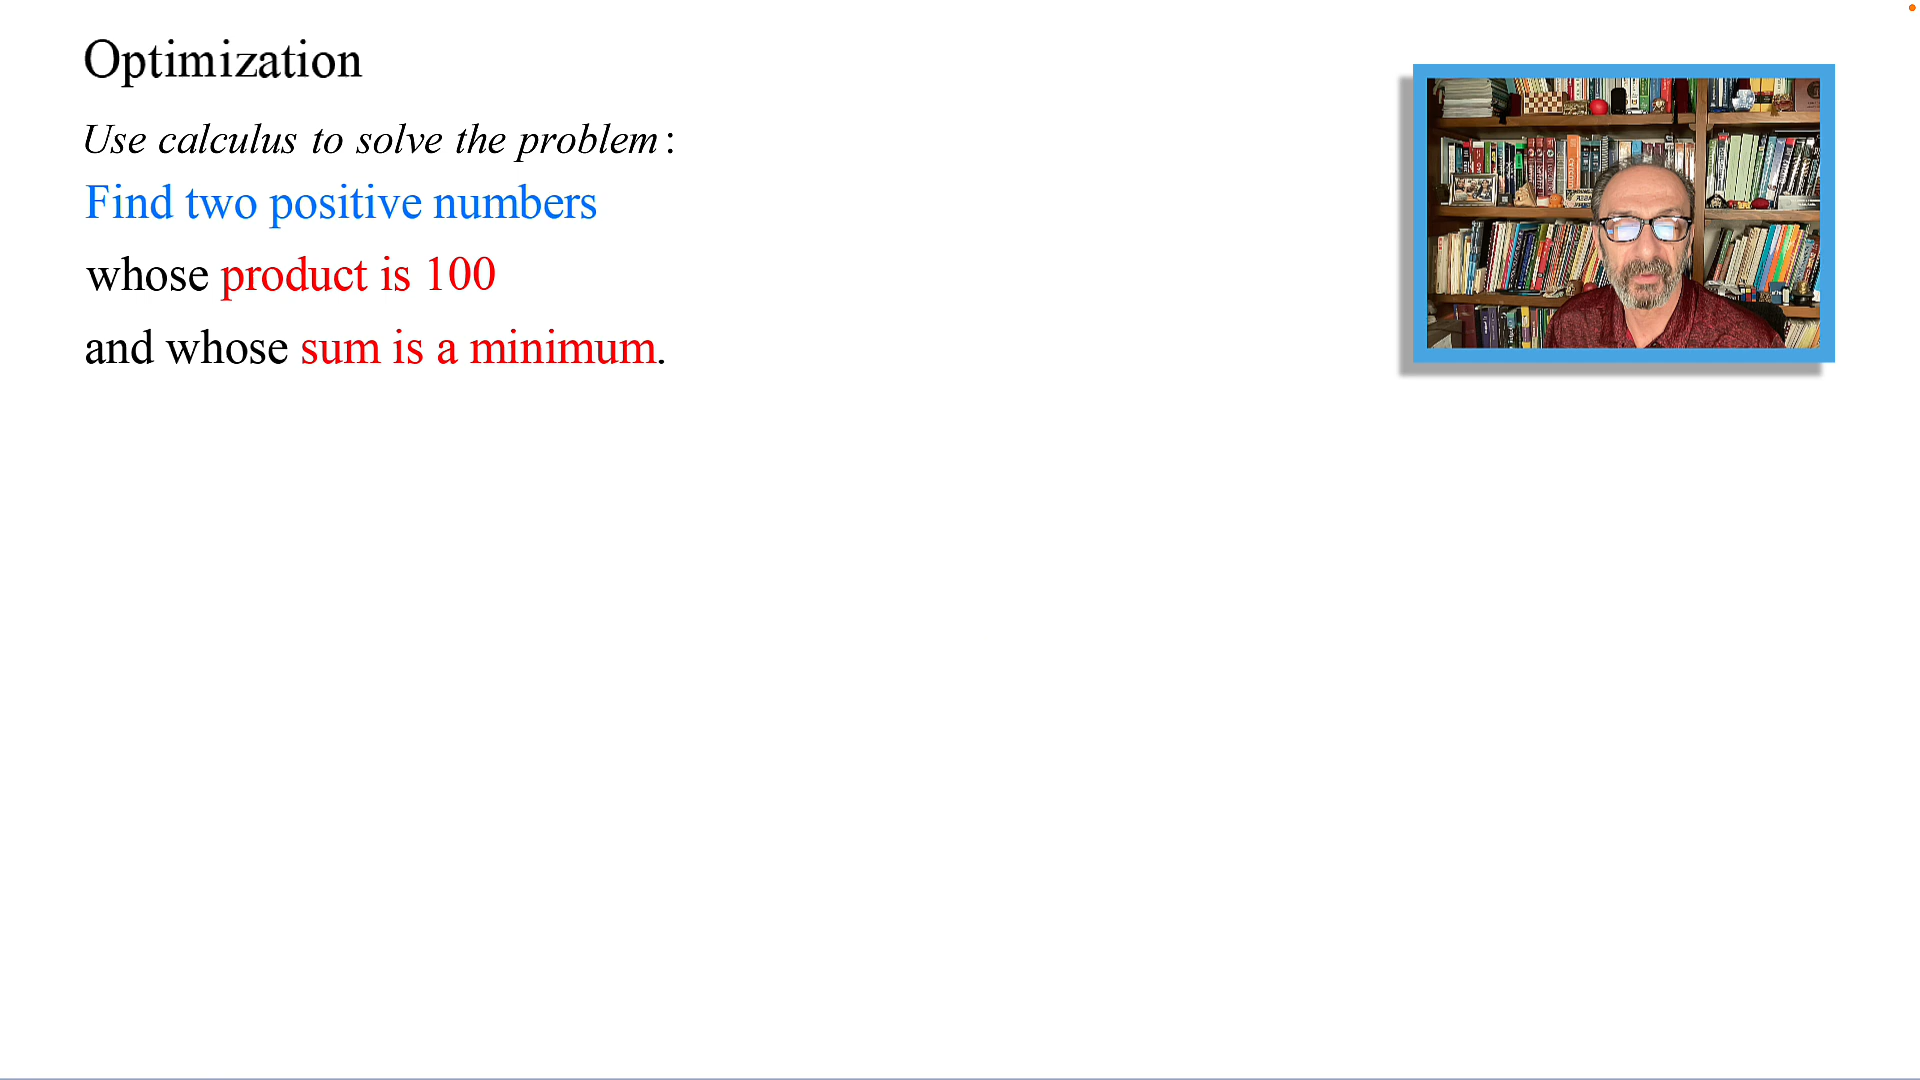 Optimization
Use calculus to solve the problem:
Find two positive numbers
whose product is 100
and whose sum is a minimum.